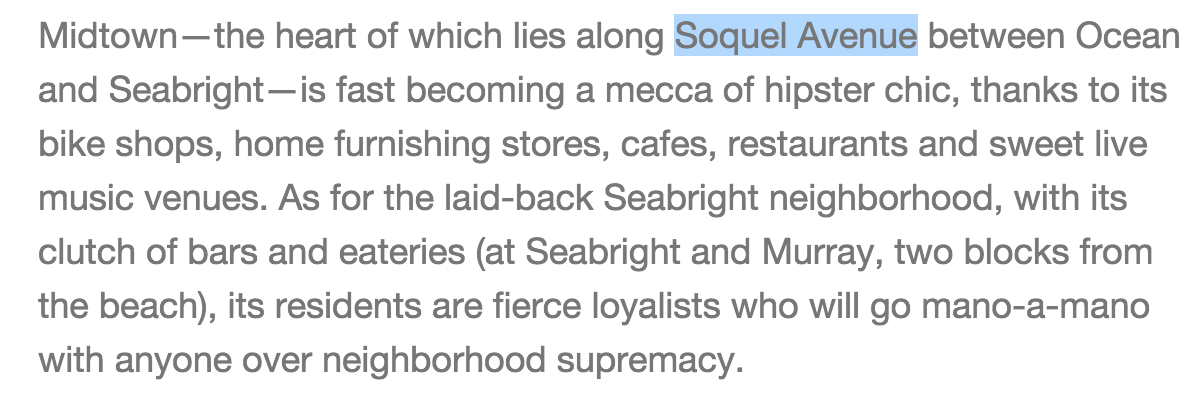 Midtown—the heart of which lies along Soquel Avenue between Ocean
and Seabright—is fast becoming a mecca of hipster chic, thanks to its
bike shops, home furnishing stores, cafes, restaurants and sweet live
music venues. As for the laid-back Seabright neighborhood, with its
clutch of bars and eateries (at Seabright and Murray, two blocks from
the beach), its residents are fierce loyalists who will go mano-a-mano
with anyone over neighborhood supremacy.